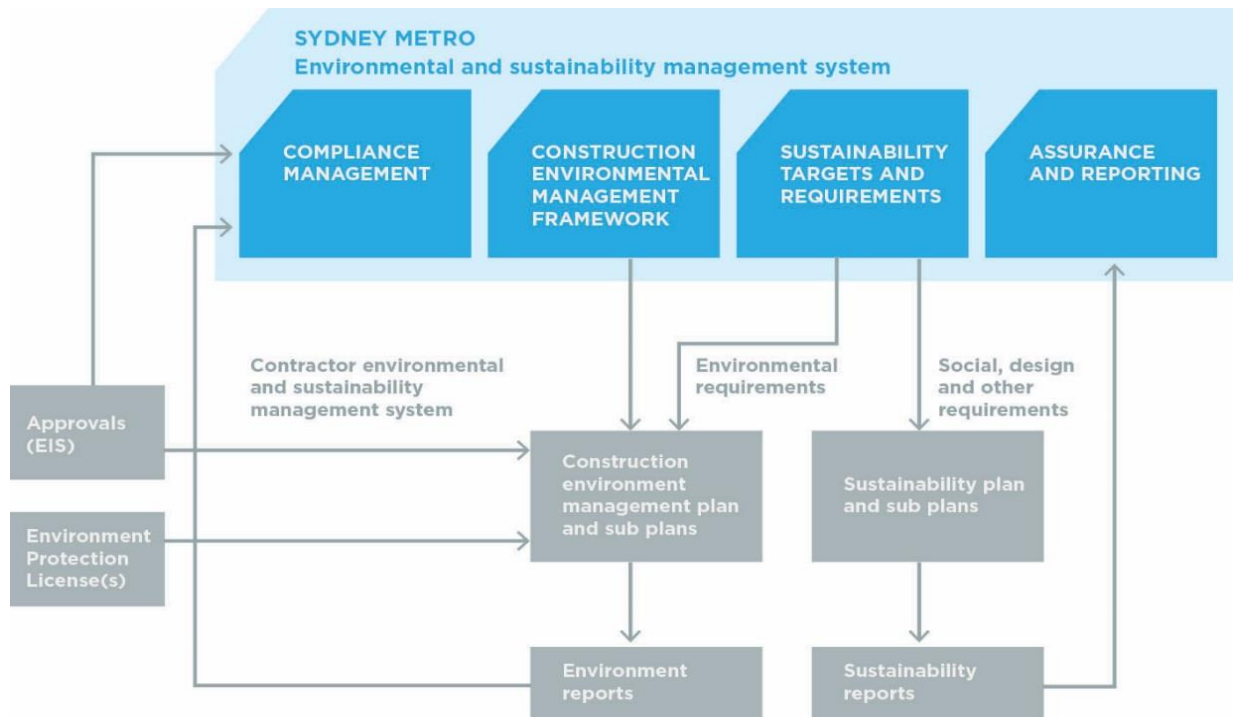 SYDNEY METRO
Environmental and sustainability management system
COMPLIANCE
MANAGEMENT
CONSTRUCTION
ENVIRONMENTAL
MANAGEMENT
FRAMEWORK
SUSTAINABILITY
TARGETS AND
REQUIREMENTS
ASSURANCE
AND REPORTING
Contractor environmental
and sustainability
management system
Environmental
requirements
Social, design
and other
requirements
Approvals
(EIS)
Construction
environment
management plan
and sub plans
Sustainability plan
and sub plans
Environment
Protection
License(s)
Environment
reports
Sustainability
reports